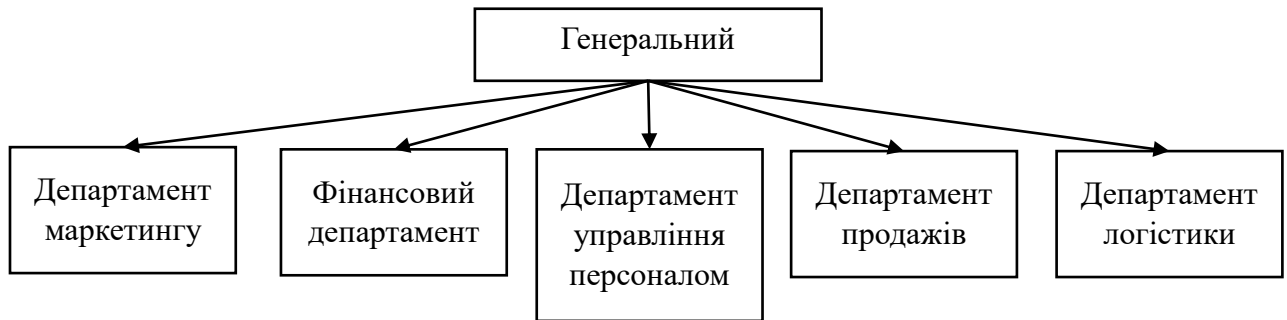 Генеральний
Департамент
маркетингу
Фінансовий
департамент
Департамент
управління
персоналом
Департамент
продажів
Департамент
логістики